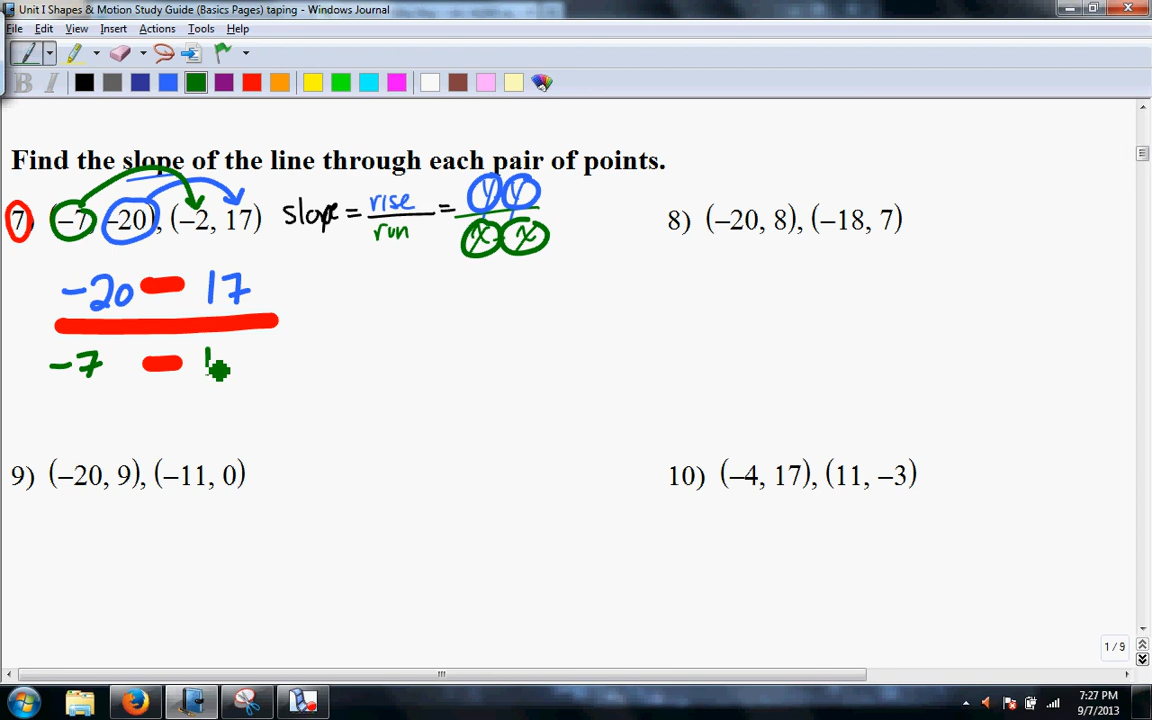 Unit I Shapes & Motion Study Guide (Basics Pages) taping - Windows Journal
File Edit View Insert Actions Tools Help
B I
Find the slope of the line through each pair of points.
7) (–7, –20), (–2, 17) slope = rise/run = y y / x - x
8) (–20, 8), (–18, 7)
-20 - 17
-7 -
9) (–20, 9), (–11, 0)
10) (–4, 17), (11, –3)
1 / 9
7:27 PM
9/7/2013